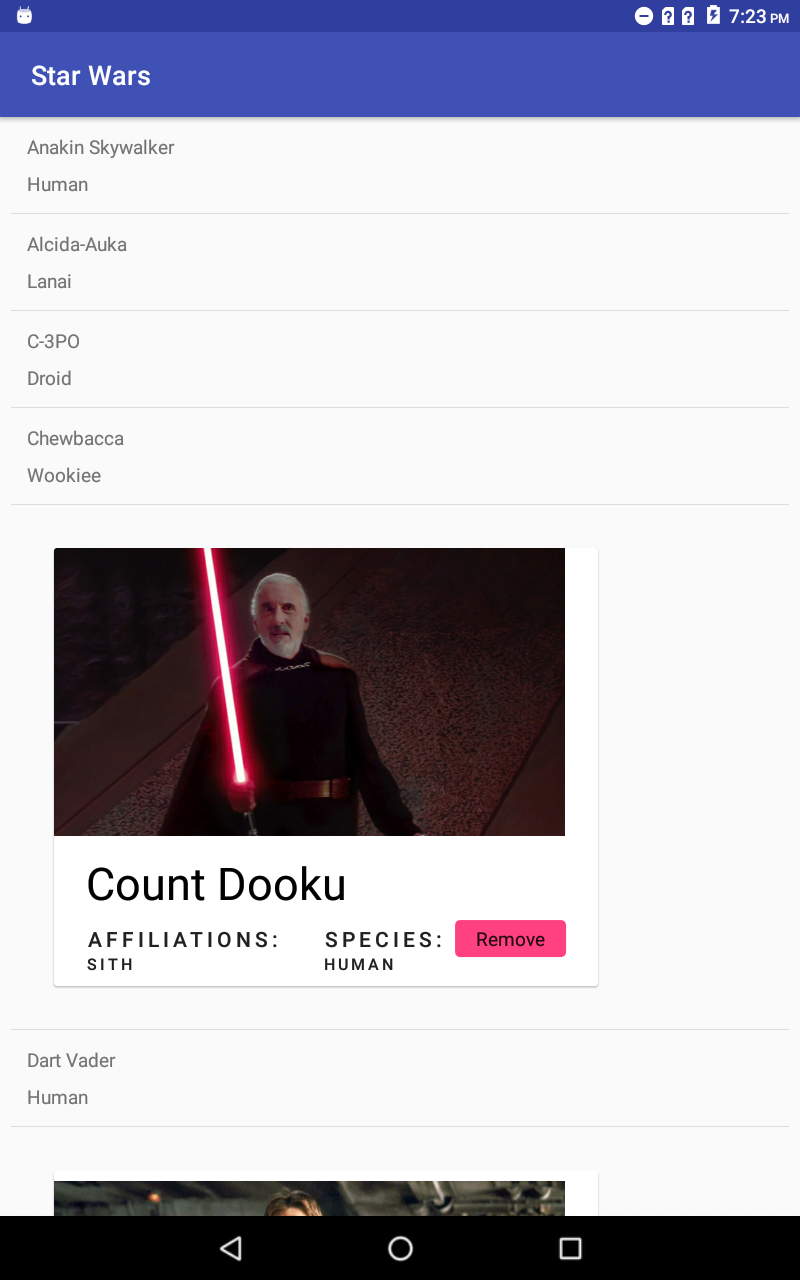 7:23 PM
Star Wars
Anakin Skywalker
Human
Alcida-Auka
Lanai
C-3PO
Droid
Chewbacca
Wookiee
Count Dooku
AFFILIATIONS: SPECIES: Remove
SITH HUMAN
Dart Vader
Human